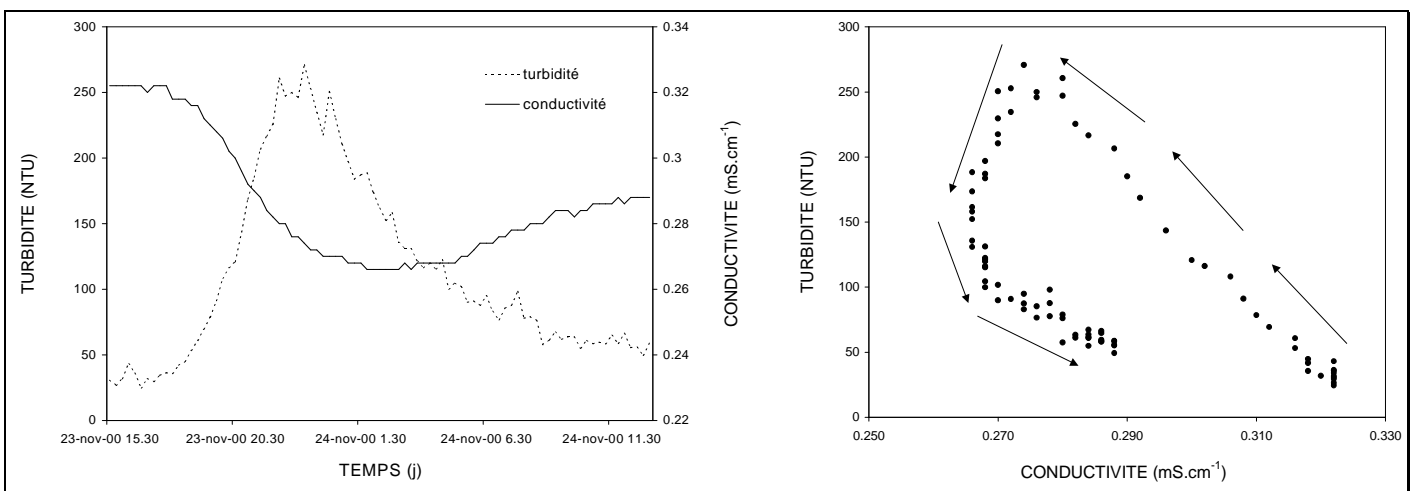 300
250
200
150
100
50
0
TURBIDITE (NTU)
0.34
0.32
0.3
0.28
0.26
0.24
0.22
CONDUCTIVITE (mS.cm⁻¹)
turbidité
conductivité
23-nov-00 15.30 23-nov-00 20.30 24-nov-00 1.30 24-nov-00 6.30 24-nov-00 11.30
TEMPS (j)
300
250
200
150
100
50
0
TURBIDITE (NTU)
0.250 0.270 0.290 0.310 0.330
CONDUCTIVITE (mS.cm⁻¹)